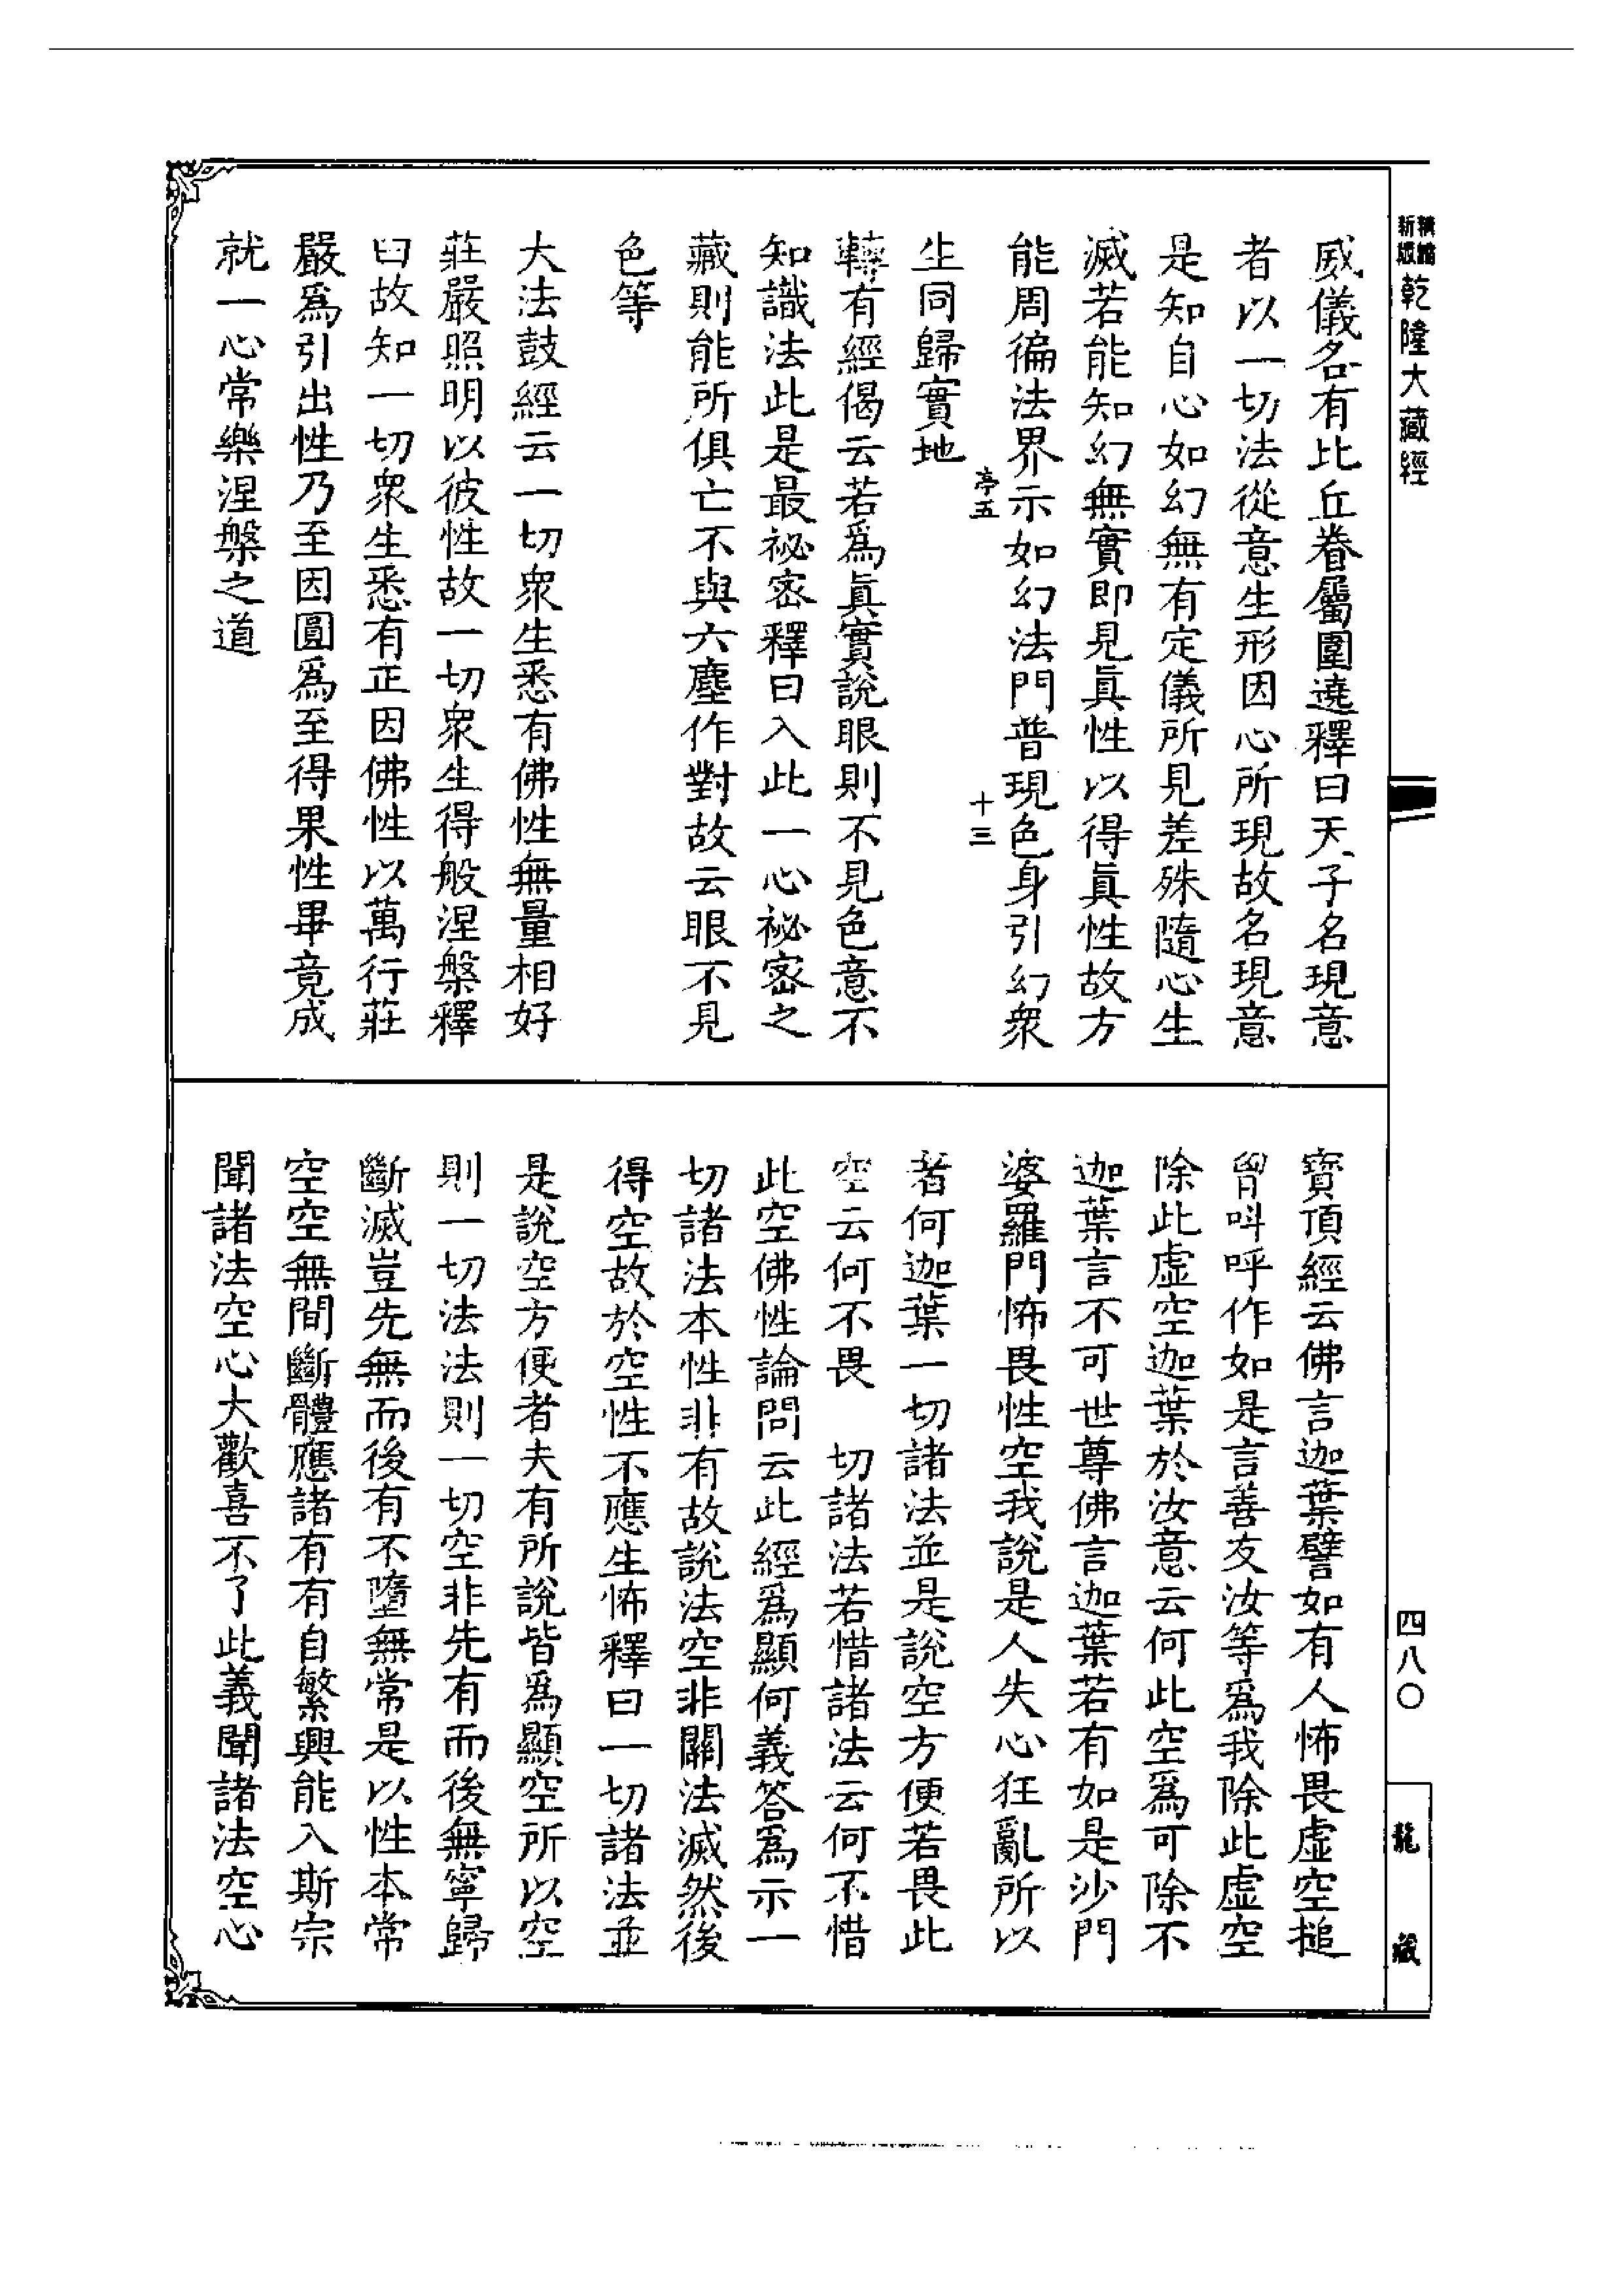 新編縮版
乾隆大藏經
威儀名有比丘眷屬圍遶釋曰天子名現意
者以一切法從意生形因心所現故名現意
是知自心如幻無有定儀所見差殊隨心生
滅若能知幻無實即見眞性以得眞性故方
能周徧法界示如幻法門普現色身引幻衆
亭五
十三
生同歸實地
轉有經偈云若爲眞實說眼則不見色意不
知識法此是最祕密釋曰入此一心祕密之
藏則能所俱亡不與六塵作對故云眼不見
色等
大法鼓經云一切衆生悉有佛性無量相好
莊嚴照明以彼性故一切衆生得般涅槃釋
曰故知一切衆生悉有正因佛性以萬行莊
嚴爲引出性乃至因圓爲至得果性畢竟成
就一心常樂涅槃之道
寶頂經云佛言迦葉譬如有人怖畏虛空搥
胷叫呼作如是言善友汝等爲我除此虛空
除此虛空迦葉於汝意云何此空爲可除不
迦葉言不可世尊佛言迦葉若有如是沙門
婆羅門怖畏性空我說是人失心狂亂所以
者何迦葉一切諸法並是說空方便若畏此
空云何不畏 切諸法若惜諸法云何不惜
此空佛性論問云此經爲顯何義答爲示一
切諸法本性非有故說法空非關法滅然後
得空故於空性不應生怖釋曰一切諸法並
是說空方便者夫有所說皆爲顯空所以空
則一切法法則一切空非先有而後無寧歸
斷滅豈先無而後有不墮無常是以性本常
空空無間斷體應諸有有自繁興能入斯宗
聞諸法空心大歡喜不了此義聞諸法空心
四八〇
龍藏